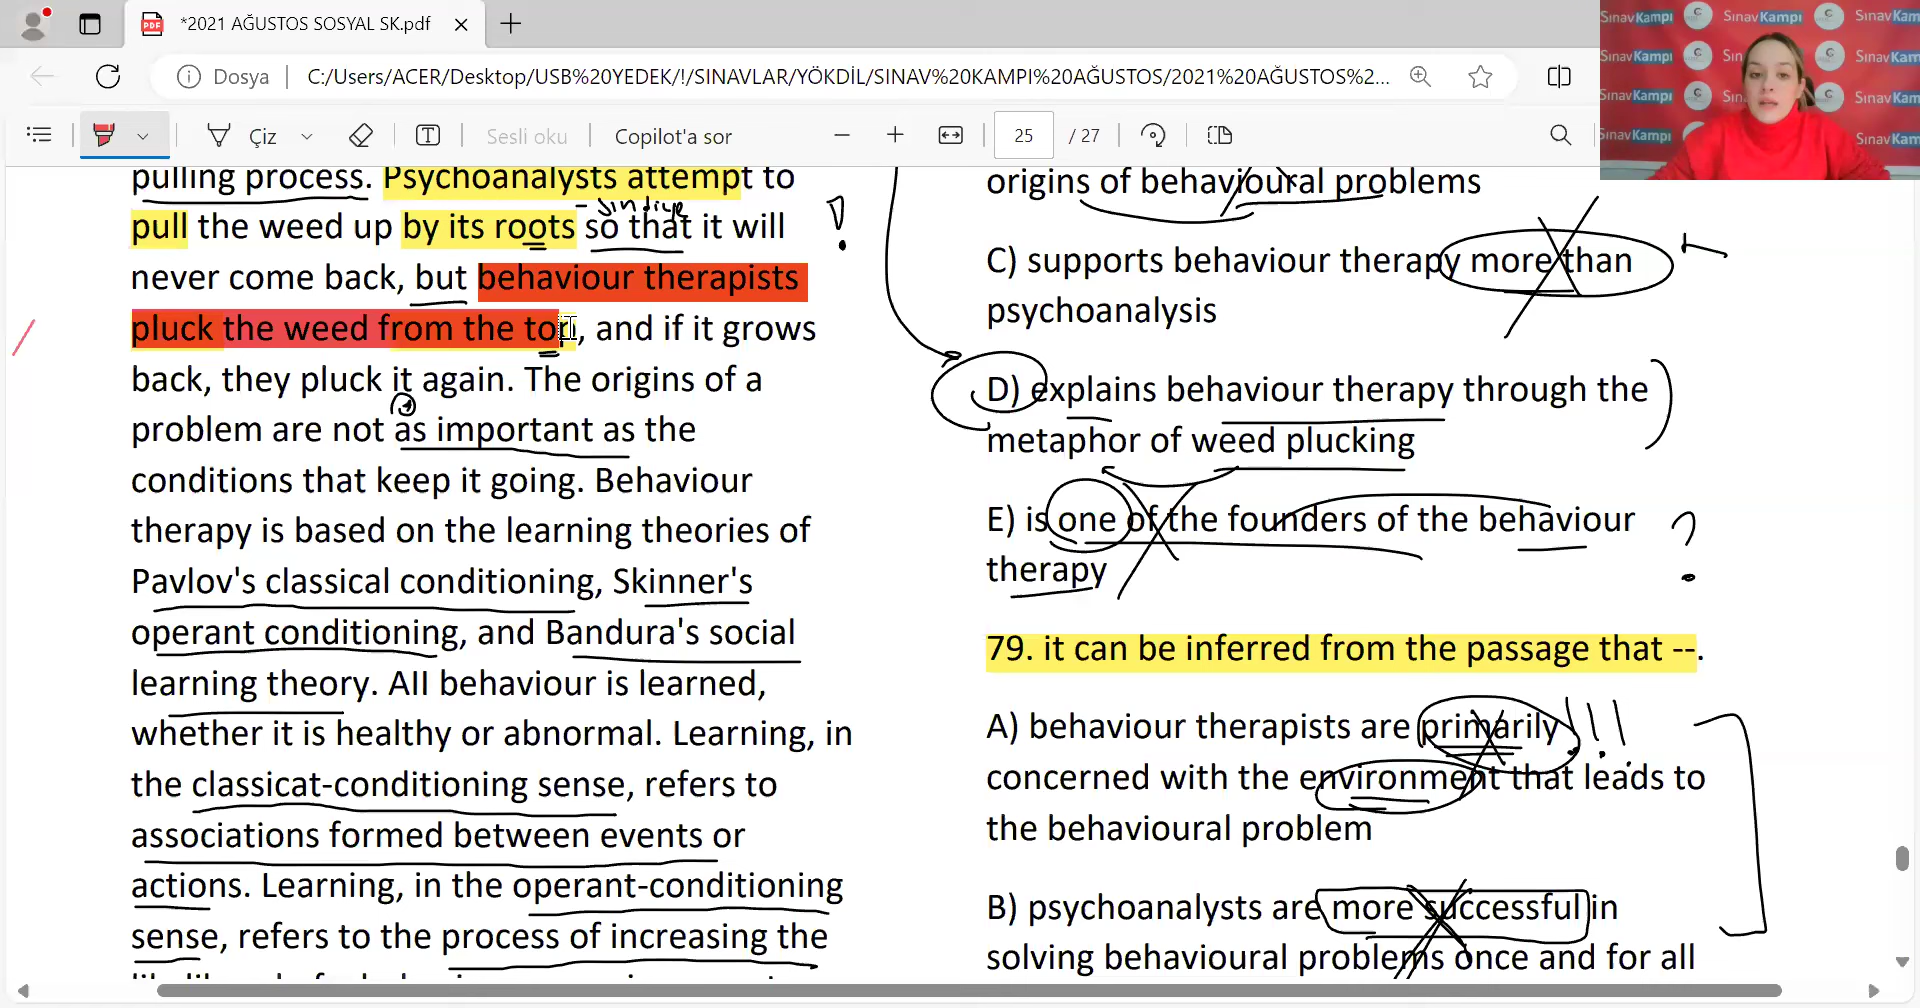 *2021 AĞUSTOS SOSYAL SK.pdf
Dosya
C:/Users/ACER/Desktop/USB%20YEDEK/!/SINAVLAR/YÖKDİL/SINAV%20KAMPI%20AĞUSTOS/2021%20AĞUSTOS%2...
Çiz
Sesli oku
Copilot'a sor
25 / 27
SınavKampı
pulling process. Psychoanalysts attempt to
pull the weed up by its roots so that it will
never come back, but behaviour therapists
pluck the weed from the top, and if it grows
back, they pluck it again. The origins of a
problem are not as important as the
conditions that keep it going. Behaviour
therapy is based on the learning theories of
Pavlov's classical conditioning, Skinner's
operant conditioning, and Bandura's social
learning theory. AII behaviour is learned,
whether it is healthy or abnormal. Learning, in
the classicat-conditioning sense, refers to
associations formed between events or
actions. Learning, in the operant-conditioning
sense, refers to the process of increasing the
origins of behavioural problems
C) supports behaviour therapy more than
psychoanalysis
D) explains behaviour therapy through the
metaphor of weed plucking
E) is one of the founders of the behaviour
therapy
79. it can be inferred from the passage that --.
A) behaviour therapists are primarily
concerned with the environment that leads to
the behavioural problem
B) psychoanalysts are more successful in
solving behavioural problems once and for all